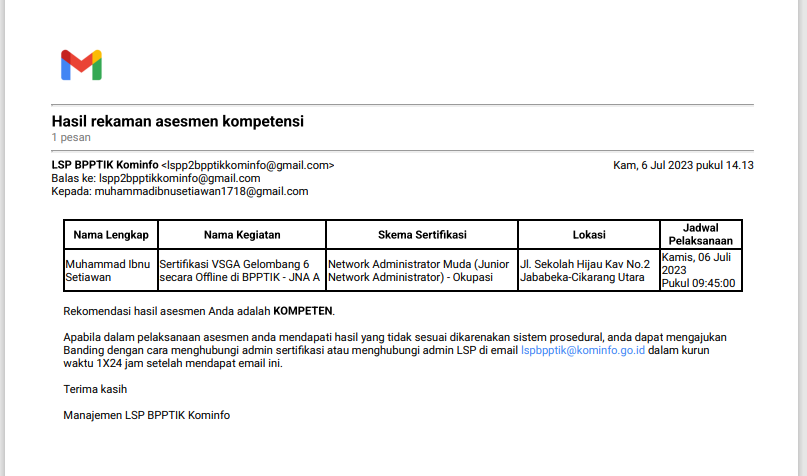 Hasil rekaman asesmen kompetensi
1 pesan
LSP BPPTIK Kominfo <lspp2bpptikkominfo@gmail.com> Kam, 6 Jul 2023 pukul 14.13
Balas ke: lspp2bpptikkominfo@gmail.com
Kepada: muhammadibnusetiawan1718@gmail.com
Nama Lengkap Nama Kegiatan Skema Sertifikasi Lokasi Jadwal Pelaksanaan
Muhammad Ibnu Setiawan
Sertifikasi VSGA Gelombang 6
secara Offline di BPPTIK - JNA A
Network Administrator Muda (Junior
Network Administrator) - Okupasi
Jl. Sekolah Hijau Kav No.2
Jababeka-Cikarang Utara
Kamis, 06 Juli
2023
Pukul 09:45:00
Rekomendasi hasil asesmen Anda adalah KOMPETEN.
Apabila dalam pelaksanaan asesmen anda mendapati hasil yang tidak sesuai dikarenakan sistem prosedural, anda dapat mengajukan
Banding dengan cara menghubungi admin sertifikasi atau menghubungi admin LSP di email lspbpptik@kominfo.go.id dalam kurun
waktu 1X24 jam setelah mendapat email ini.
Terima kasih
Manajemen LSP BPPTIK Kominfo